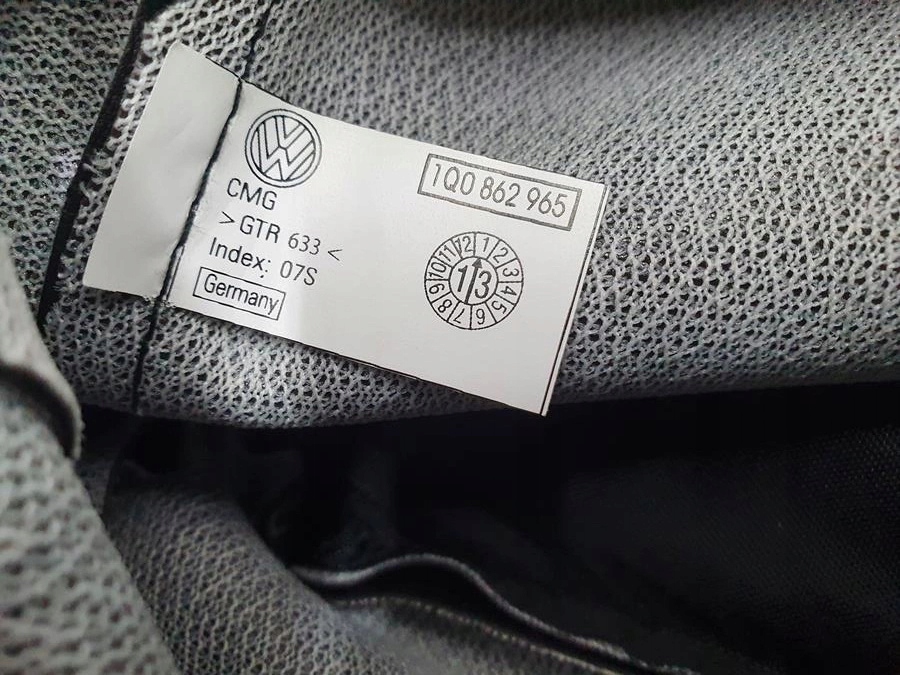 VW
CMG
>GTR 633<
Index: 07S
Germany
1Q0 862 965
1 2 3 4 5 6 7 8 9 10 11 12
13